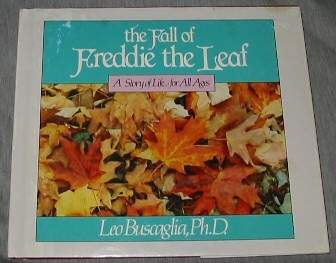 the Fall of
Freddie the Leaf
A Story of Life for All Ages
Leo Buscaglia, Ph.D.